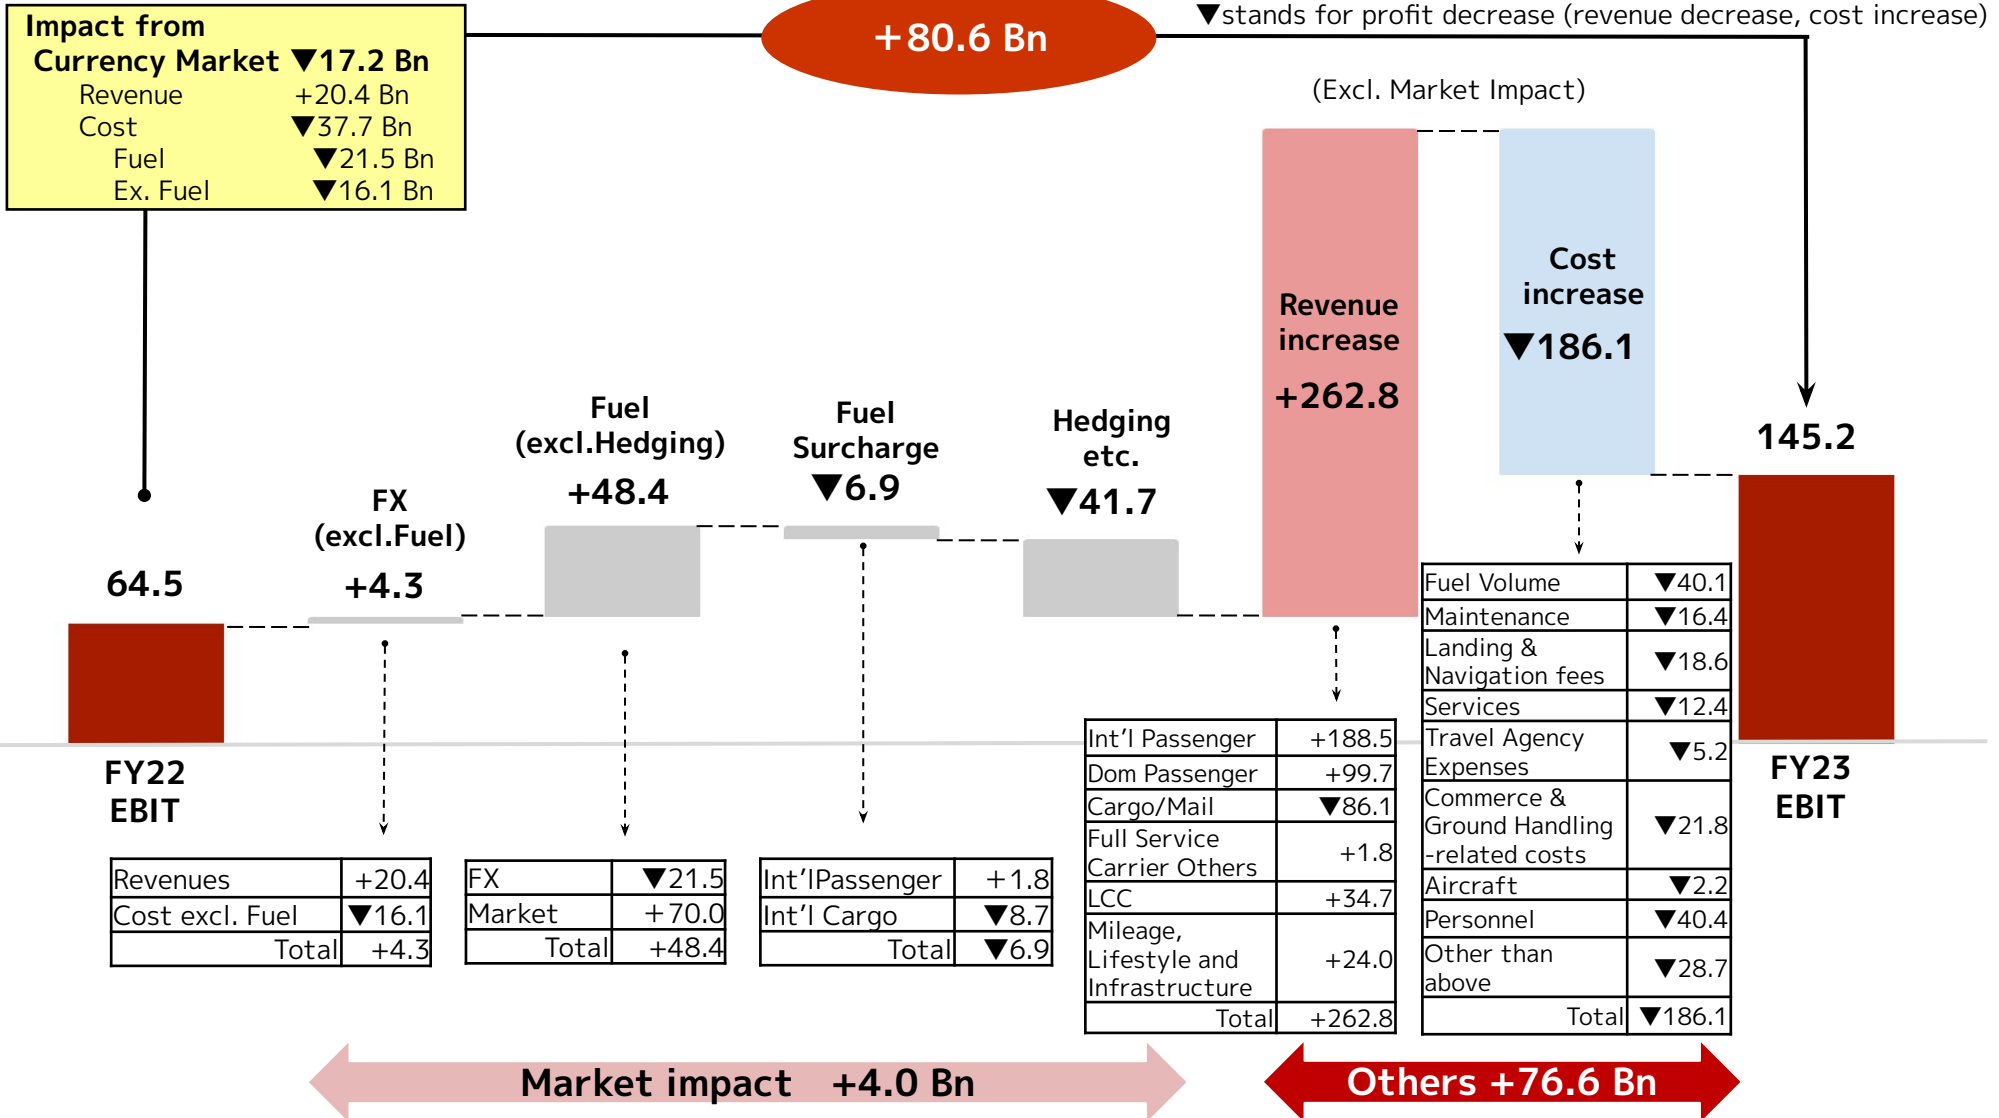 Impact from
Currency Market ▼17.2 Bn
Revenue +20.4 Bn
Cost ▼37.7 Bn
Fuel ▼21.5 Bn
Ex. Fuel ▼16.1 Bn
+80.6 Bn
▼stands for profit decrease (revenue decrease, cost increase)
(Excl. Market Impact)
64.5
FY22
EBIT
FX
(excl.Fuel)
+4.3
Fuel
(excl.Hedging)
+48.4
Fuel
Surcharge
▼6.9
Hedging
etc.
▼41.7
Revenue
increase
+262.8
Cost
increase
▼186.1
145.2
FY23
EBIT
Revenues +20.4
Cost excl. Fuel ▼16.1
Total +4.3
FX ▼21.5
Market +70.0
Total +48.4
Int'lPassenger +1.8
Int'l Cargo ▼8.7
Total ▼6.9
Int'l Passenger +188.5
Dom Passenger +99.7
Cargo/Mail ▼86.1
Full Service
Carrier Others +1.8
LCC +34.7
Mileage,
Lifestyle and +24.0
Infrastructure
Total +262.8
Fuel Volume ▼40.1
Maintenance ▼16.4
Landing &
Navigation fees ▼18.6
Services ▼12.4
Travel Agency
Expenses ▼5.2
Commerce &
Ground Handling ▼21.8
-related costs
Aircraft ▼2.2
Personnel ▼40.4
Other than
above ▼28.7
Total ▼186.1
Market impact +4.0 Bn
Others +76.6 Bn